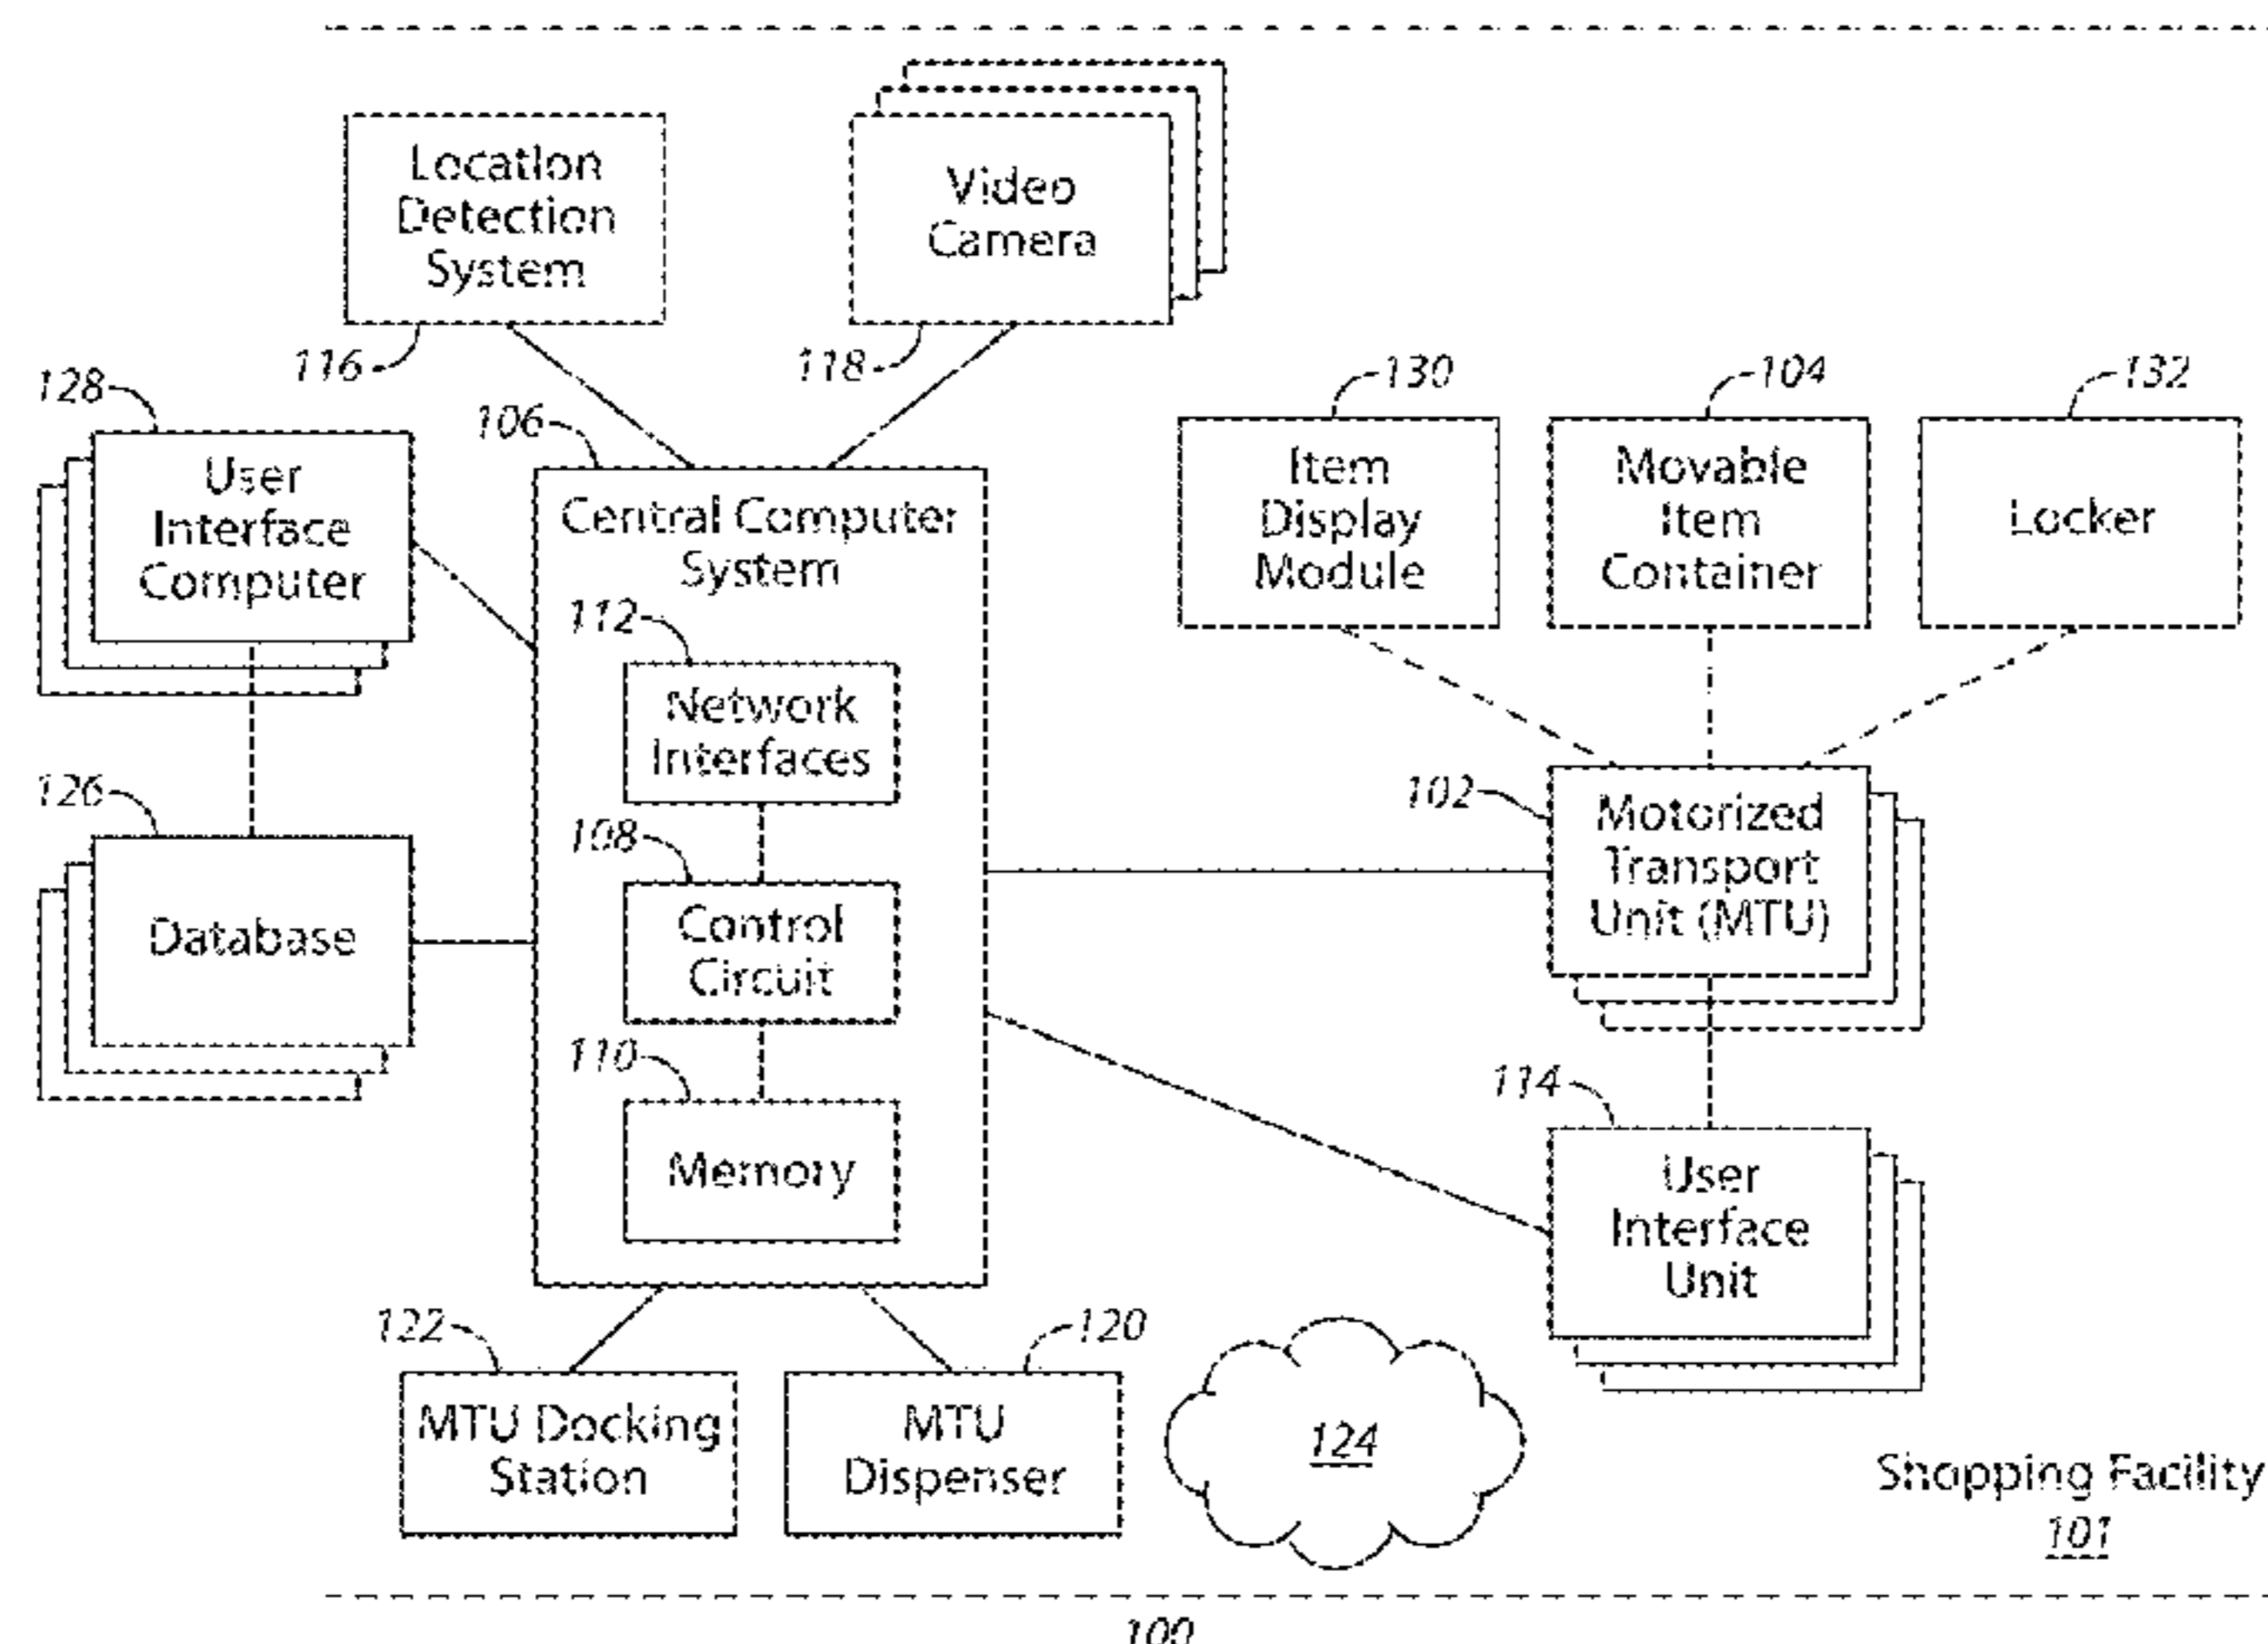 Location
Detection
System
116
Video
Camera
118
128
User
Interface
Computer
106
Central Computer
System
112
Network
Interfaces
108
Control
Circuit
110
Memory
126
Database
130
Item
Display
Module
104
Movable
Item
Container
132
Locker
102
Motorized
Transport
Unit (MTU)
114
User
Interface
Unit
122
MTU Docking
Station
120
MTU
Dispenser
124
Shopping Facility
101
100